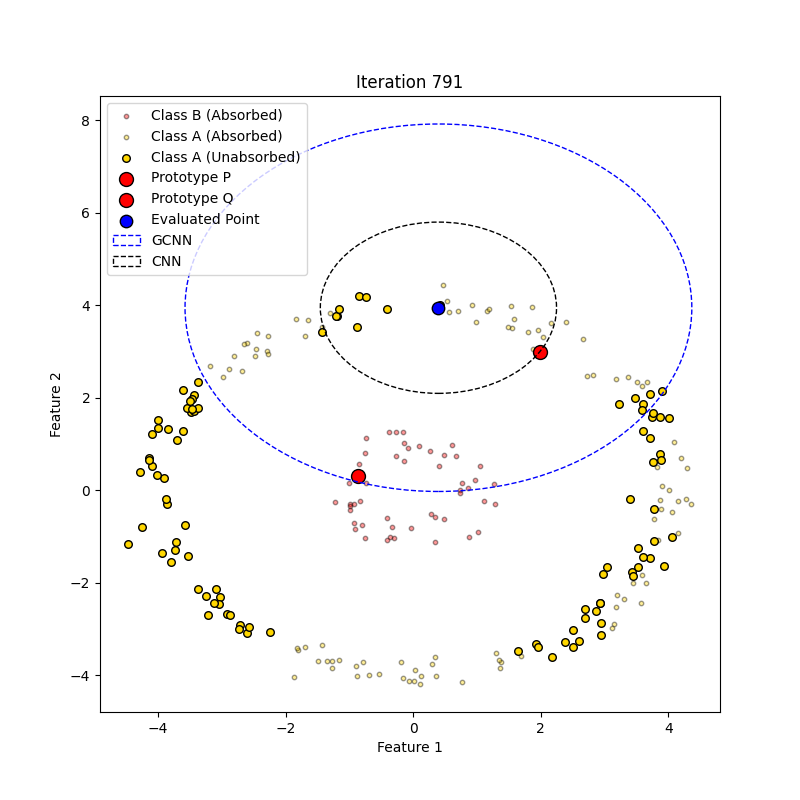 Iteration 791
Class B (Absorbed)
Class A (Absorbed)
Class A (Unabsorbed)
Prototype P
Prototype Q
Evaluated Point
GCNN
CNN
8
6
4
2
0
−2
−4
Feature 2
−4 −2 0 2 4
Feature 1